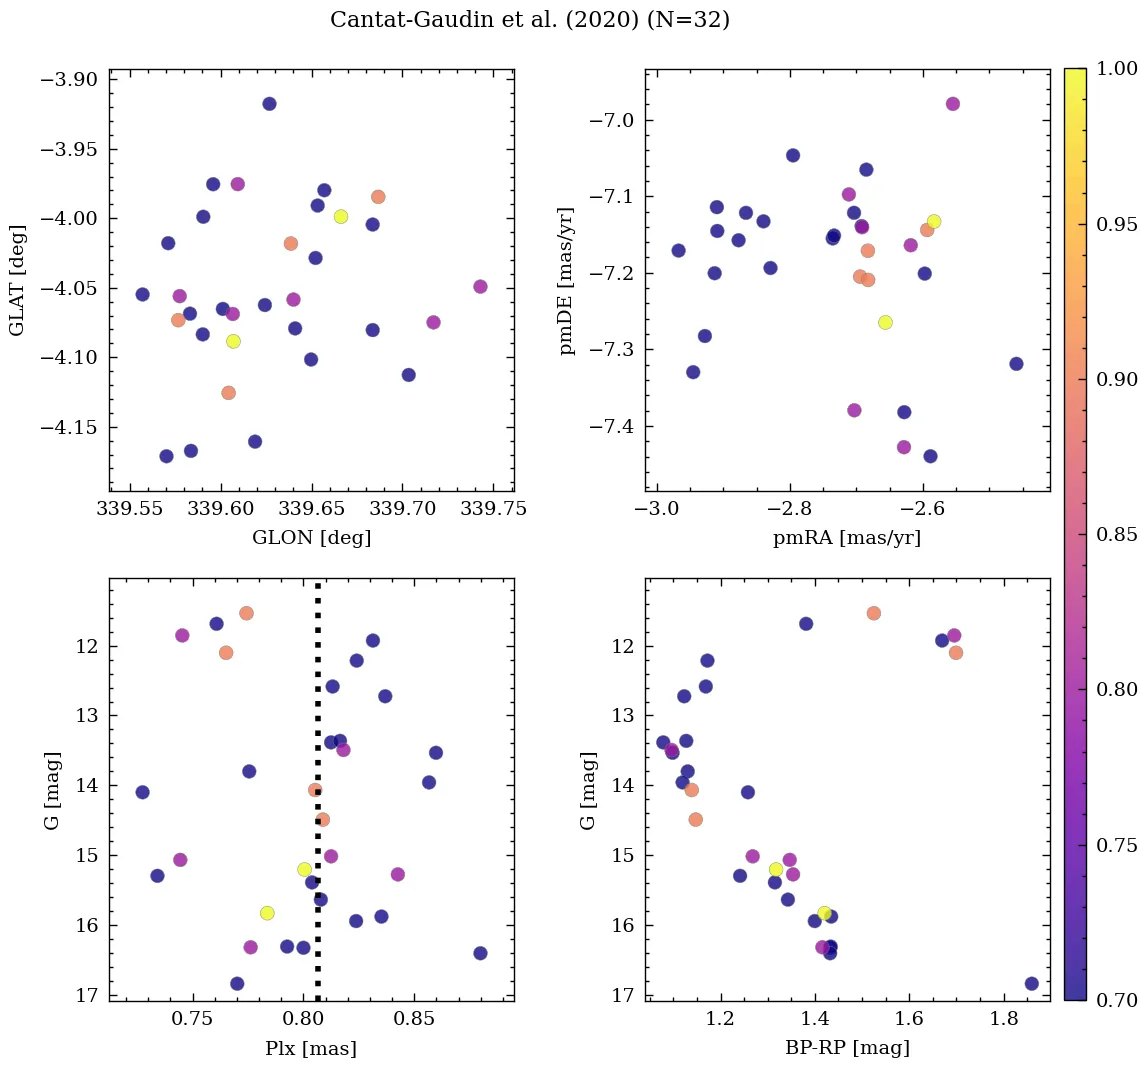 Cantat-Gaudin et al. (2020) (N=32)
−3.90
−3.95
−4.00
−4.05
−4.10
−4.15
GLAT [deg]
339.55 339.60 339.65 339.70 339.75
GLON [deg]
−7.0
−7.1
−7.2
−7.3
−7.4
pmDE [mas/yr]
−3.0 −2.8 −2.6
pmRA [mas/yr]
12
13
14
15
16
17
G [mag]
0.75 0.80 0.85
Plx [mas]
12
13
14
15
16
17
G [mag]
1.2 1.4 1.6 1.8
BP-RP [mag]
1.00
0.95
0.90
0.85
0.80
0.75
0.70